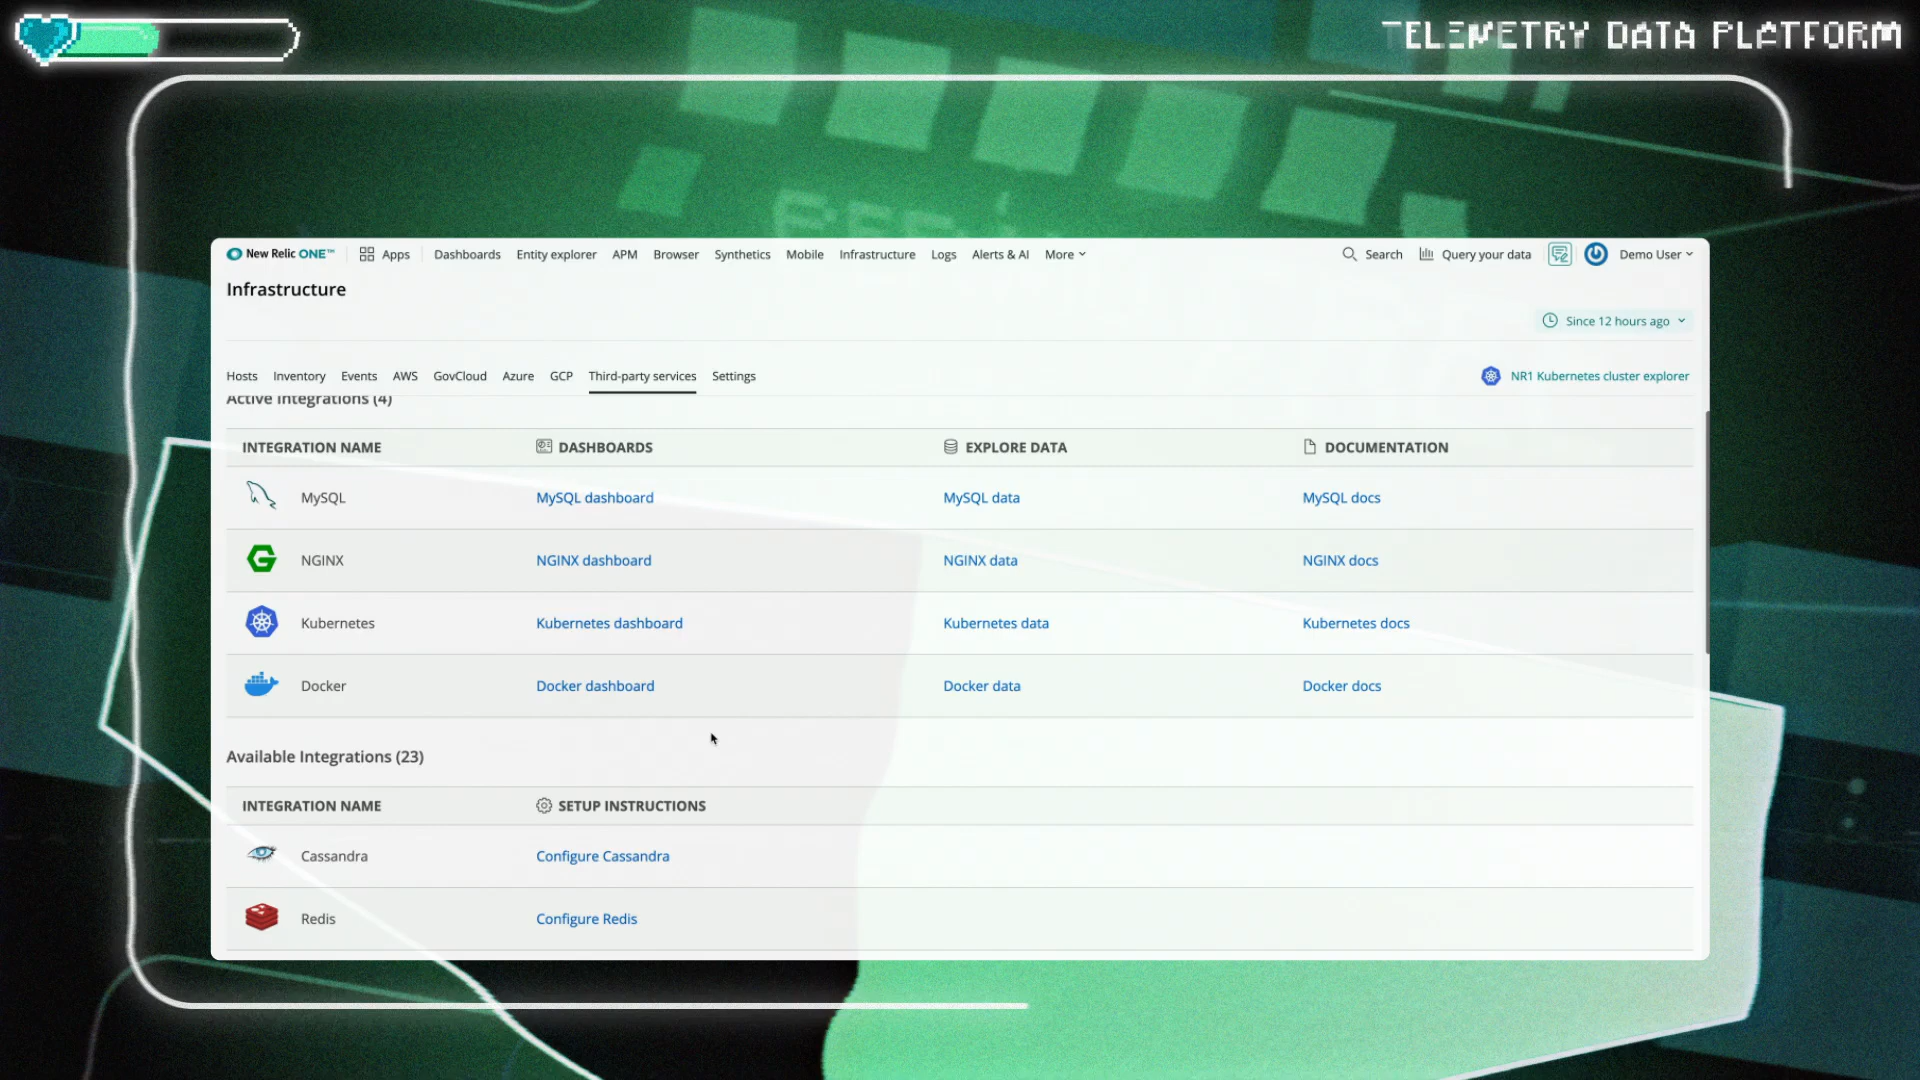 TELEMETRY DATA PLATFORM
New Relic ONE™ Apps Dashboards Entity explorer APM Browser Synthetics Mobile Infrastructure Logs Alerts & AI More Search Query your data Demo User
Infrastructure
Since 12 hours ago
Hosts Inventory Events AWS GovCloud Azure GCP Third-party services Settings NR1 Kubernetes cluster explorer
Active Integrations (4)
INTEGRATION NAME DASHBOARDS EXPLORE DATA DOCUMENTATION
MySQL MySQL dashboard MySQL data MySQL docs
NGINX NGINX dashboard NGINX data NGINX docs
Kubernetes Kubernetes dashboard Kubernetes data Kubernetes docs
Docker Docker dashboard Docker data Docker docs
Available Integrations (23)
INTEGRATION NAME SETUP INSTRUCTIONS
Cassandra Configure Cassandra
Redis Configure Redis